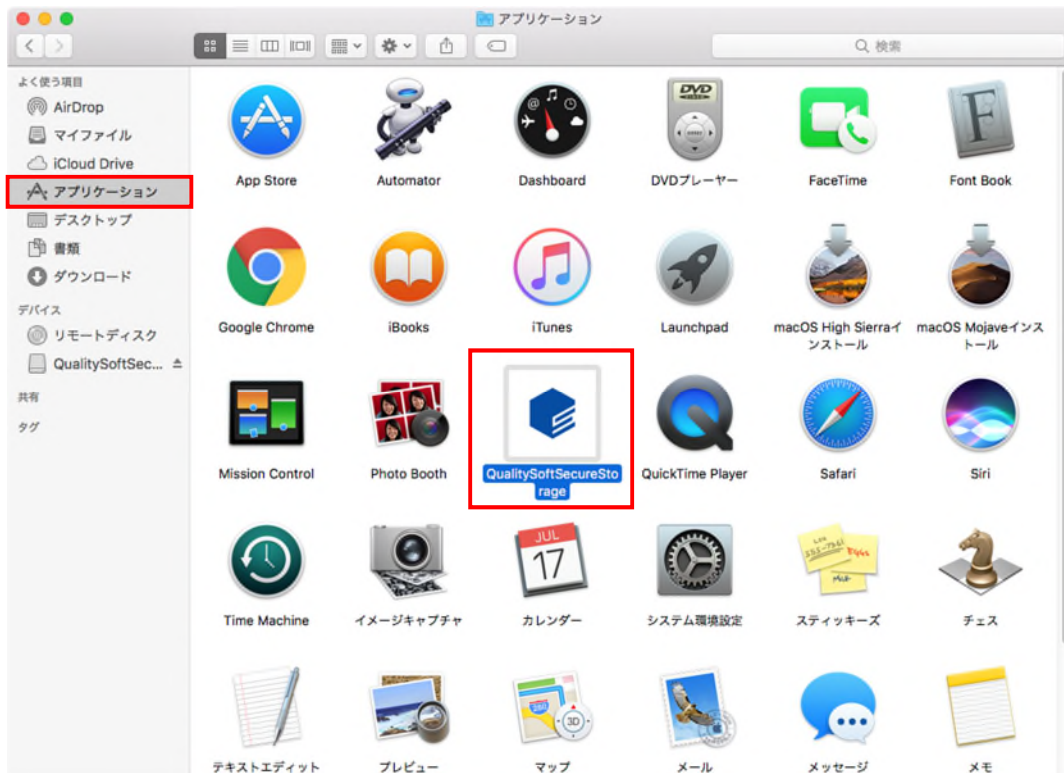 アプリケーション
検索
よく使う項目
AirDrop
マイファイル
iCloud Drive
アプリケーション
デスクトップ
書類
ダウンロード
デバイス
リモートディスク
QualitySoftSec...
共有
タグ
App Store
Automator
Dashboard
DVDプレーヤー
FaceTime
Font Book
Google Chrome
iBooks
iTunes
Launchpad
macOS High Sierraイ
ンストール
macOS Mojaveインス
トール
Mission Control
Photo Booth
QualitySoftSecureSto
rage
QuickTime Player
Safari
Siri
Time Machine
イメージキャプチャ
JUL
17
カレンダー
システム環境設定
スティッキーズ
チェス
テキストエディット
プレビュー
3D
マップ
メール
メッセージ
メモ
DVD
F